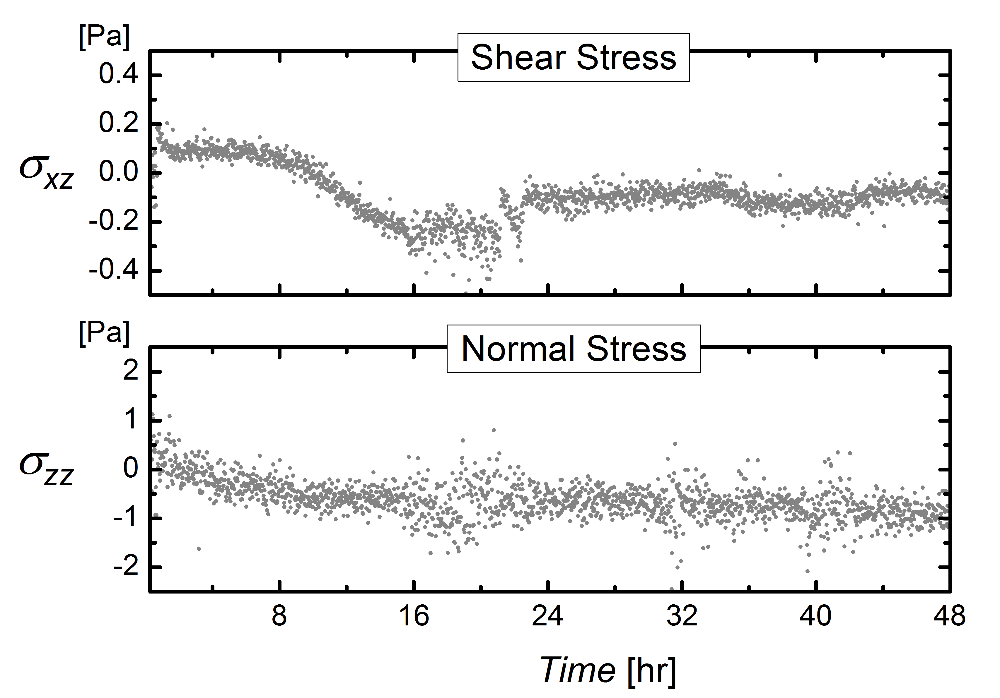 [Pa]
Shear Stress
0.4
0.2
σxz
0.0
-0.2
-0.4
[Pa]
Normal Stress
2
1
σzz
0
-1
-2
8 16 24 32 40 48
Time [hr]